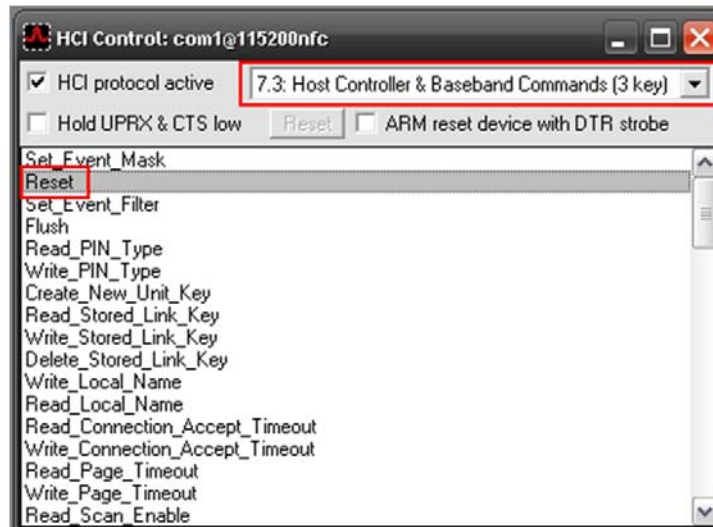 HCI Control: com1@115200nfc
HCI protocol active 7.3: Host Controller & Baseband Commands (3 key)
Hold UPRX & CTS low Reset ARM reset device with DTR strobe
Set_Event_Mask
Reset
Set_Event_Filter
Flush
Read_PIN_Type
Write_PIN_Type
Create_New_Unit_Key
Read_Stored_Link_Key
Write_Stored_Link_Key
Delete_Stored_Link_Key
Write_Local_Name
Read_Local_Name
Read_Connection_Accept_Timeout
Write_Connection_Accept_Timeout
Read_Page_Timeout
Write_Page_Timeout
Read_Scan_Enable